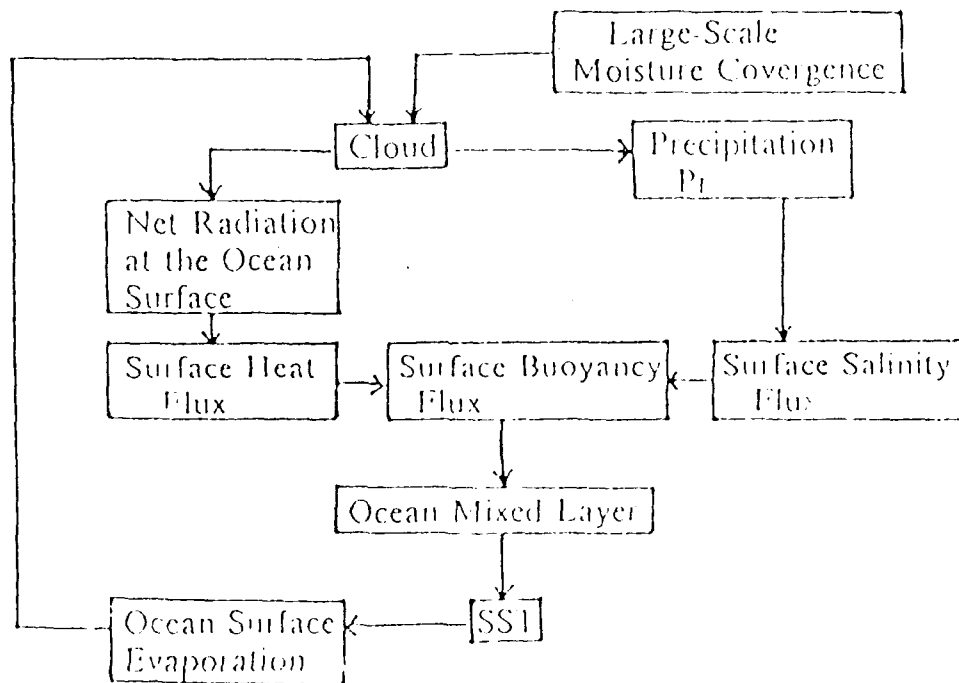 Large-Scale
Moisture Covergence
Cloud
Precipitation
Pr
Net Radiation
at the Ocean
Surface
Surface Heat
Flux
Surface Buoyancy
Flux
Surface Salinity
Flux
Ocean Mixed Layer
SST
Ocean Surface
Evaporation